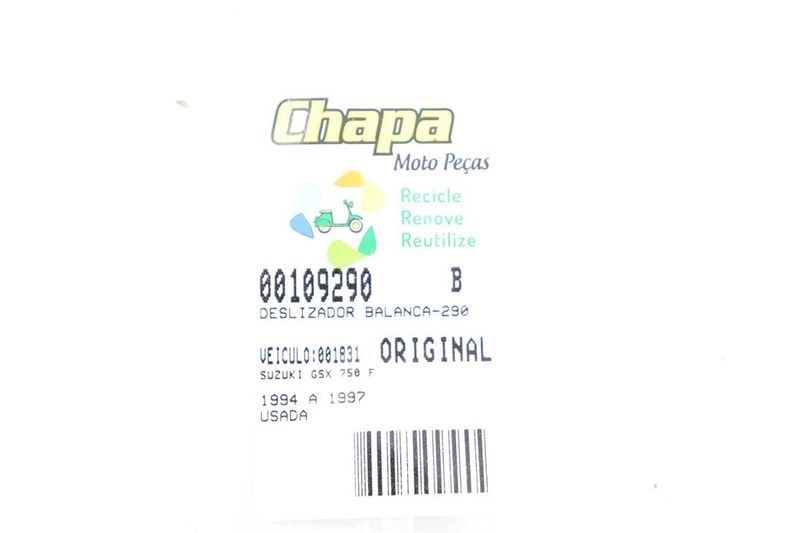 Chapa
Moto Peças
Recicle
Renove
Reutilize
00109290 B
DESLIZADOR BALANCA-290
VEICULO:001831 ORIGINAL
SUZUKI GSX 750 F
1994 A 1997
USADA